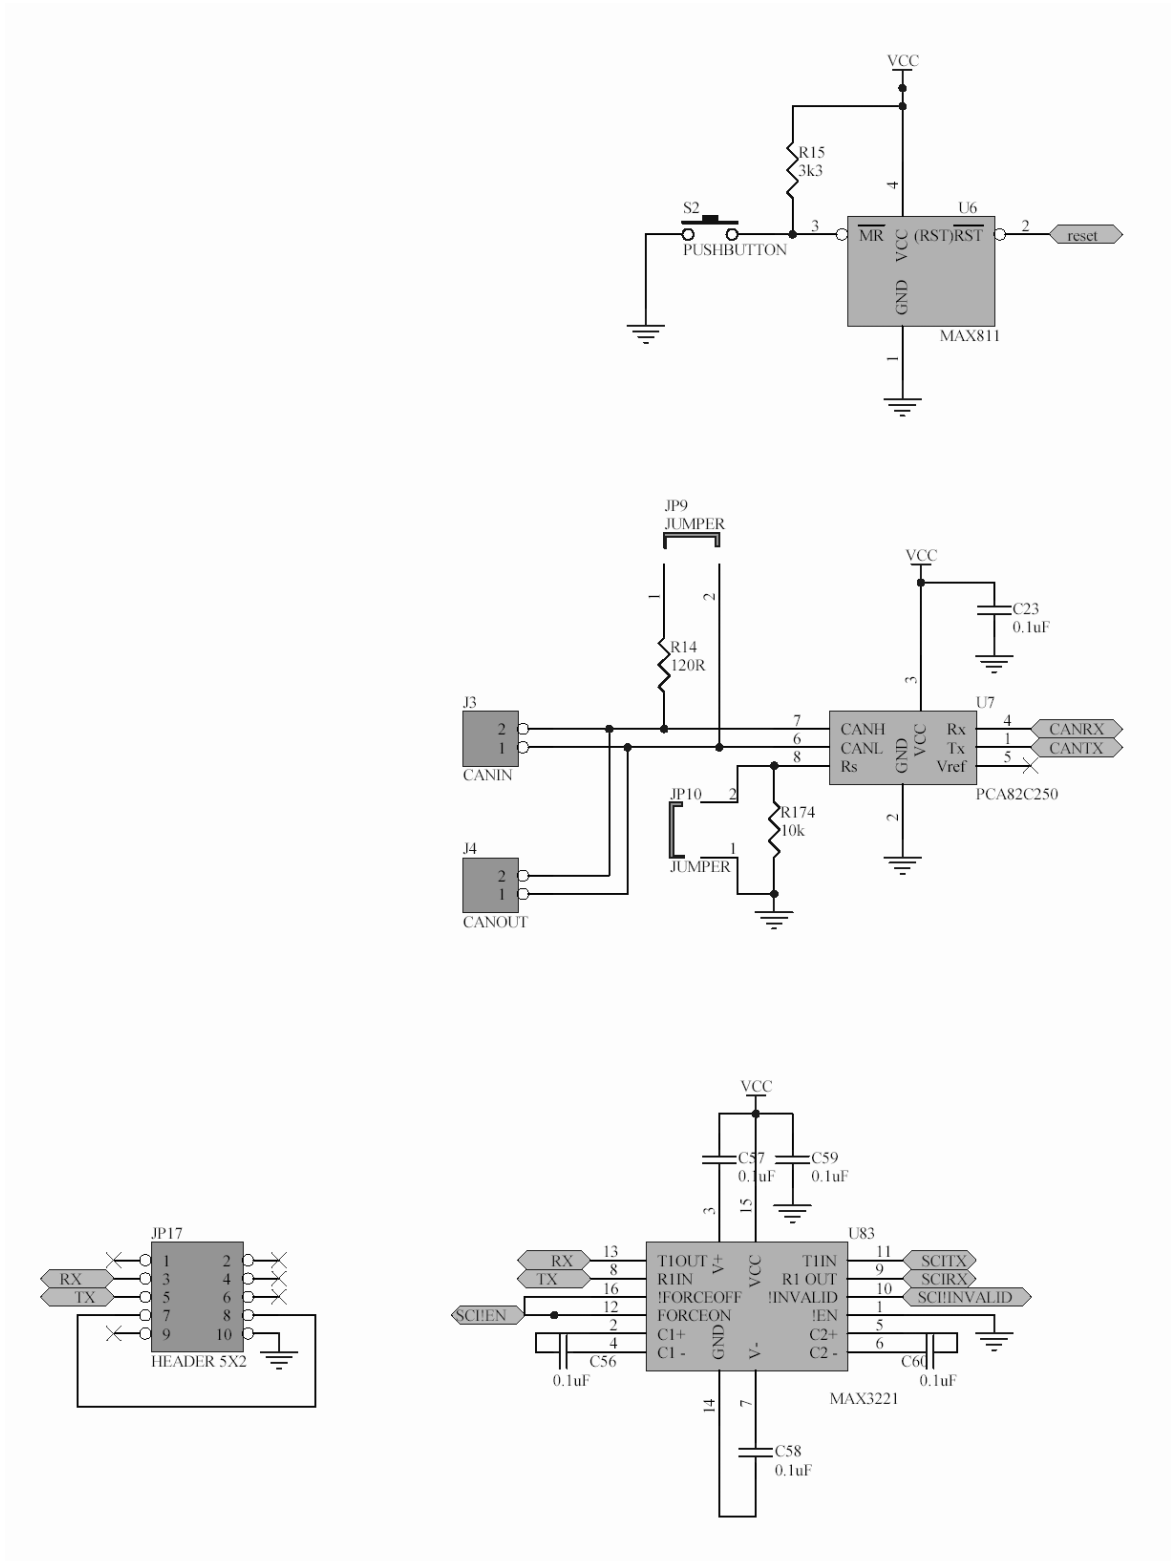 VCC
R15
3k3
4
S2
U6
3
MR
VCC
(RST)RST
2
reset
PUSHBUTTON
GND
MAX811
1
JP9
JUMPER
VCC
1
2
C23
0.1uF
R14
120R
3
J3
U7
2
7
CANH
VCC
Rx
4
CANRX
1
6
CANL
GND
Tx
1
CANTX
8
Rs
Vref
5
CANIN
JP10
2
PCA82C250
R174
10k
2
J4
1
JUMPER
2
1
CANOUT
VCC
C57
0.1uF
C59
0.1uF
3
15
JP17
U83
1
2
RX
13
T1OUT
V+
VCC
T1IN
11
SCITX
RX
3
4
TX
8
R1IN
R1 OUT
9
SCIRX
TX
5
6
16
!FORCEOFF
!INVALID
10
SCI!INVALID
7
8
SCI!EN
12
FORCEON
!EN
1
9
10
2
C1+
GND
V-
C2+
5
4
C1 -
C2 -
6
HEADER 5X2
C56
0.1uF
C60
0.1uF
MAX3221
14
7
C58
0.1uF